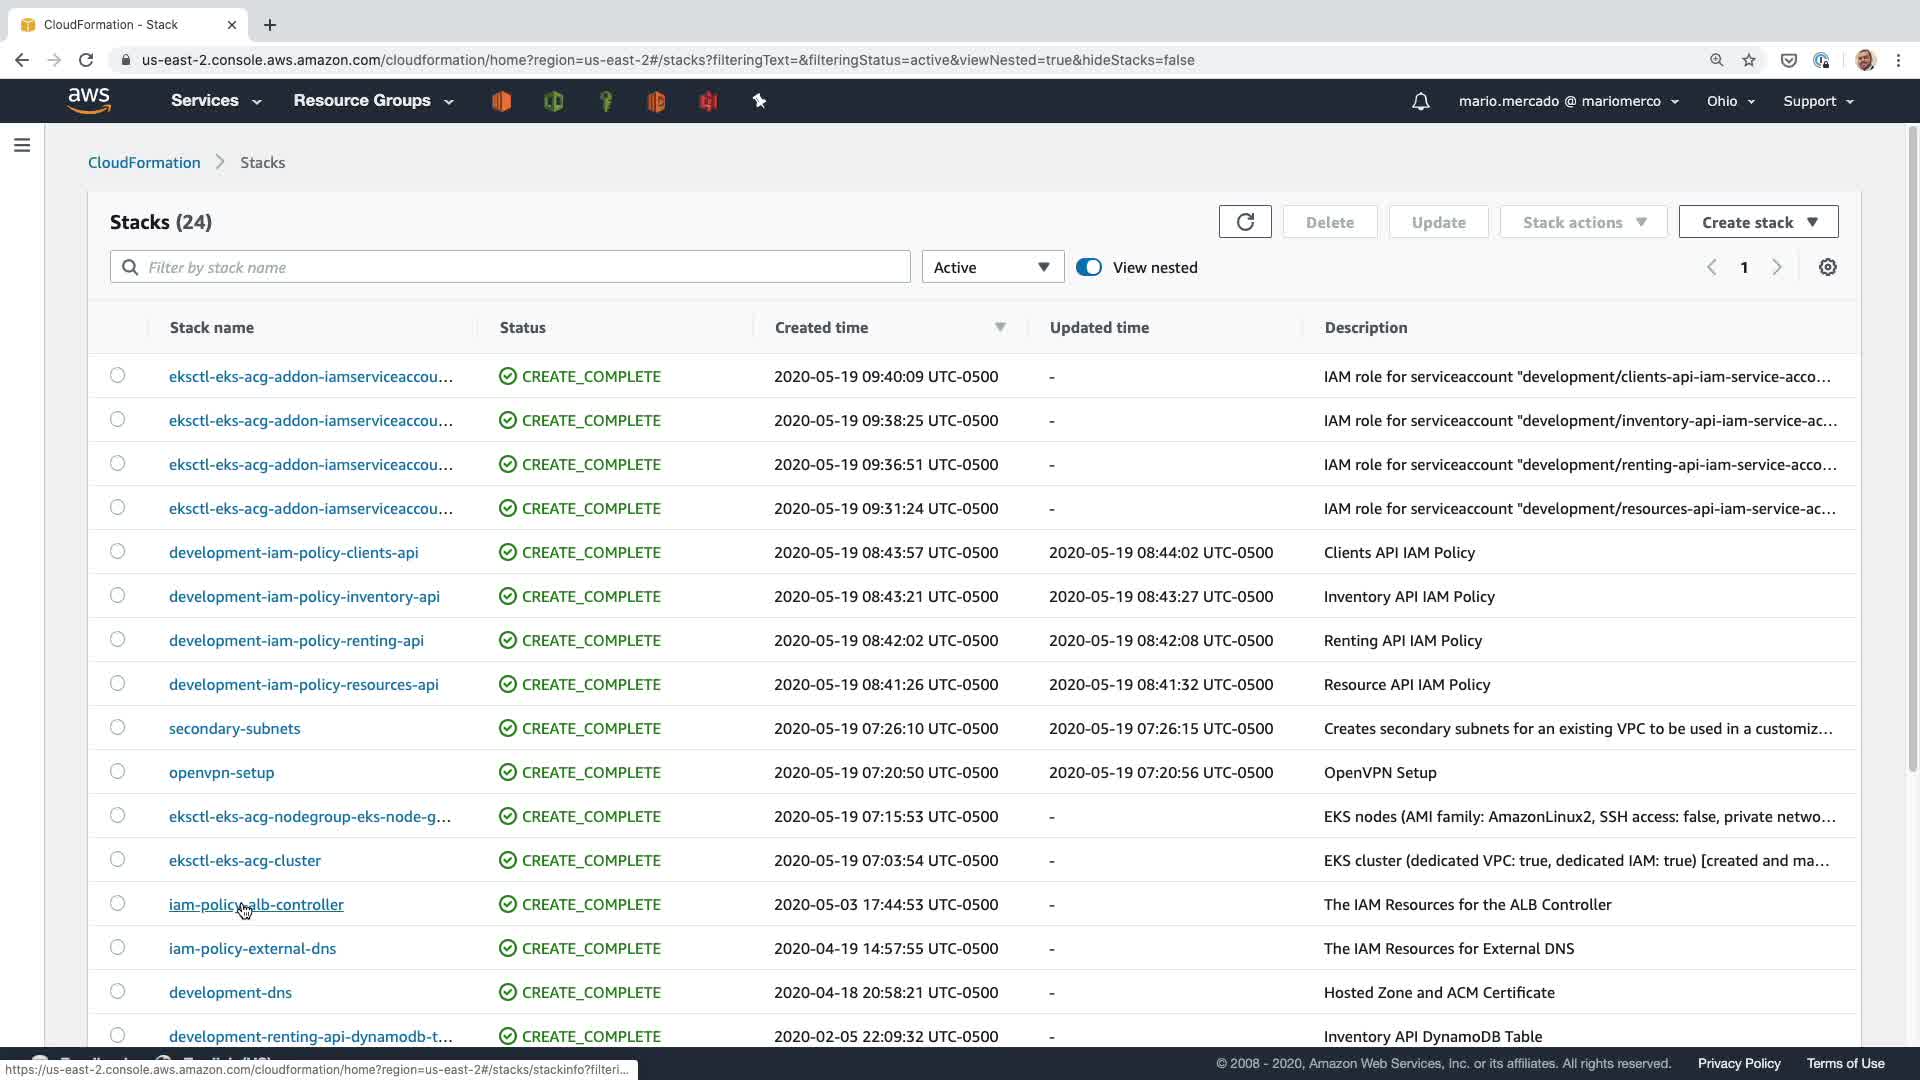 CloudFormation - Stack
us-east-2.console.aws.amazon.com/cloudformation/home?region=us-east-2#/stacks?filteringText=&filteringStatus=active&viewNested=true&hideStacks=false
aws Services Resource Groups mario.mercado @ mariomerco Ohio Support
CloudFormation Stacks
Stacks (24) Delete Update Stack actions Create stack
Filter by stack name Active View nested 1
Stack name Status Created time Updated time Description
eksctl-eks-acg-addon-iamserviceaccou... CREATE_COMPLETE 2020-05-19 09:40:09 UTC-0500 - IAM role for serviceaccount "development/clients-api-iam-service-acco...
eksctl-eks-acg-addon-iamserviceaccou... CREATE_COMPLETE 2020-05-19 09:38:25 UTC-0500 - IAM role for serviceaccount "development/inventory-api-iam-service-ac...
eksctl-eks-acg-addon-iamserviceaccou... CREATE_COMPLETE 2020-05-19 09:36:51 UTC-0500 - IAM role for serviceaccount "development/renting-api-iam-service-acco...
eksctl-eks-acg-addon-iamserviceaccou... CREATE_COMPLETE 2020-05-19 09:31:24 UTC-0500 - IAM role for serviceaccount "development/resources-api-iam-service-ac...
development-iam-policy-clients-api CREATE_COMPLETE 2020-05-19 08:43:57 UTC-0500 2020-05-19 08:44:02 UTC-0500 Clients API IAM Policy
development-iam-policy-inventory-api CREATE_COMPLETE 2020-05-19 08:43:21 UTC-0500 2020-05-19 08:43:27 UTC-0500 Inventory API IAM Policy
development-iam-policy-renting-api CREATE_COMPLETE 2020-05-19 08:42:02 UTC-0500 2020-05-19 08:42:08 UTC-0500 Renting API IAM Policy
development-iam-policy-resources-api CREATE_COMPLETE 2020-05-19 08:41:26 UTC-0500 2020-05-19 08:41:32 UTC-0500 Resource API IAM Policy
secondary-subnets CREATE_COMPLETE 2020-05-19 07:26:10 UTC-0500 2020-05-19 07:26:15 UTC-0500 Creates secondary subnets for an existing VPC to be used in a customiz...
openvpn-setup CREATE_COMPLETE 2020-05-19 07:20:50 UTC-0500 2020-05-19 07:20:56 UTC-0500 OpenVPN Setup
eksctl-eks-acg-nodegroup-eks-node-g... CREATE_COMPLETE 2020-05-19 07:15:53 UTC-0500 - EKS nodes (AMI family: AmazonLinux2, SSH access: false, private netwo...
eksctl-eks-acg-cluster CREATE_COMPLETE 2020-05-19 07:03:54 UTC-0500 - EKS cluster (dedicated VPC: true, dedicated IAM: true) [created and ma...
iam-policy-alb-controller CREATE_COMPLETE 2020-05-03 17:44:53 UTC-0500 - The IAM Resources for the ALB Controller
iam-policy-external-dns CREATE_COMPLETE 2020-04-19 14:57:55 UTC-0500 - The IAM Resources for External DNS
development-dns CREATE_COMPLETE 2020-04-18 20:58:21 UTC-0500 - Hosted Zone and ACM Certificate
development-renting-api-dynamodb-t... CREATE_COMPLETE 2020-02-05 22:09:32 UTC-0500 - Inventory API DynamoDB Table
© 2008 - 2020, Amazon Web Services, Inc. or its affiliates. All rights reserved. Privacy Policy Terms of Use
https://us-east-2.console.aws.amazon.com/cloudformation/home?region=us-east-2#/stacks/stackinfo?filteri...